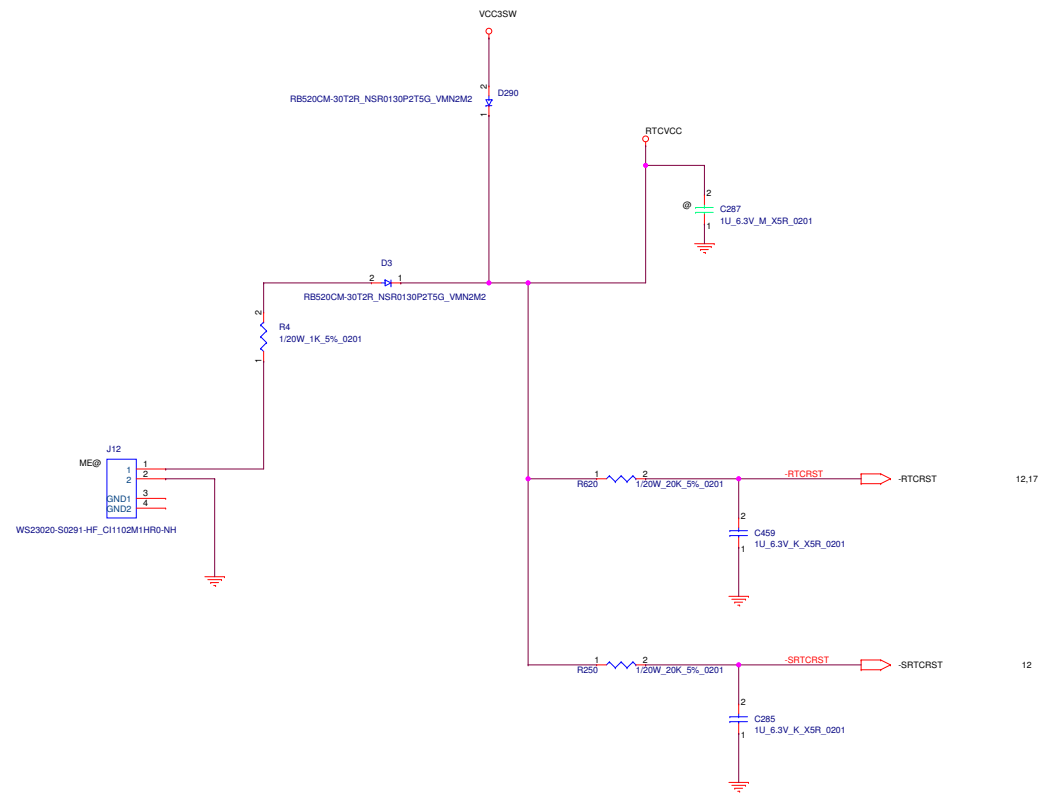 VCC3SW
2
D290
RB520CM-30T2R_NSR0130P2T5G_VMN2M2
1
RTCVCC
2
@
C287
1U_6.3V_M_X5R_0201
1
D3
2
1
RB520CM-30T2R_NSR0130P2T5G_VMN2M2
2
R4
1/20W_1K_5%_0201
1
J12
ME@
1
1
2
2
GND1
3
GND2
4
WS23020-S0291-HF_CI1102M1HR0-NH
1
2
R620
1/20W_20K_5%_0201
-RTCRST
-RTCRST
12,17
2
C459
1U_6.3V_K_X5R_0201
1
1
2
R250
1/20W_20K_5%_0201
-SRTCRST
-SRTCRST
12
2
C285
1U_6.3V_K_X5R_0201
1